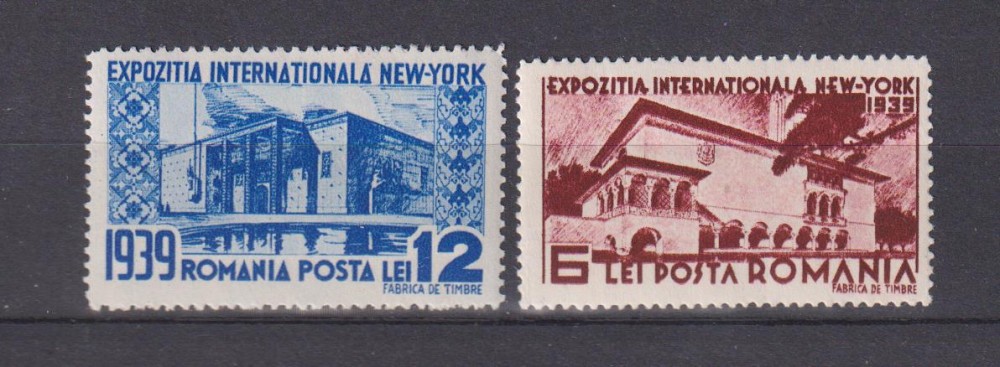 EXPOZITIA INTERNATIONALĂ NEW-YORK
1939 ROMANIA POSTA LEI 12
FABRICA DE TIMBRE
EXPOZITIA INTERNATIONALA NEW-YORK
1939
6 LEI POSTA ROMANIA
FABRICA DE TIMBRE